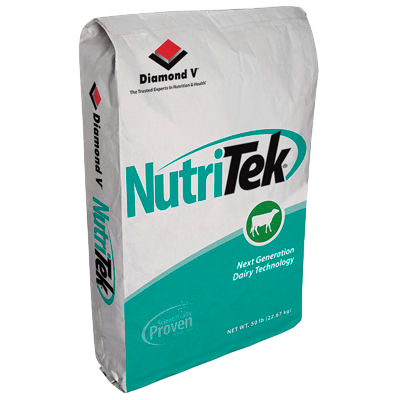 Diamond V®
The Trusted Experts In Nutrition & Health®
NutriTek®
Next Generation
Dairy Technology
Scientifically
Proven
NET WT. 50 lb (22.67 kg)
Diamond V
NutriTek